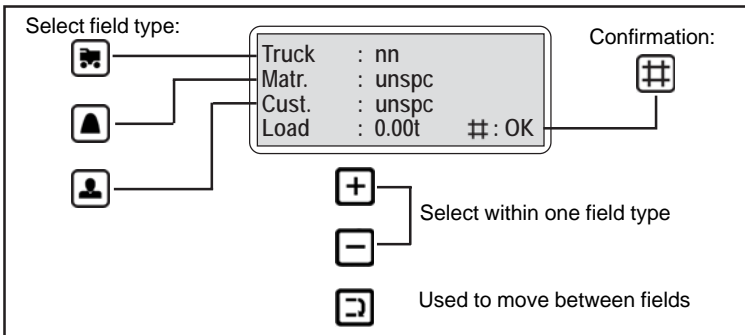 Select field type:
Confirmation:
Truck : nn
Matr. : unspc
Cust. : unspc
Load : 0.00t #: OK
Select within one field type
Used to move between fields